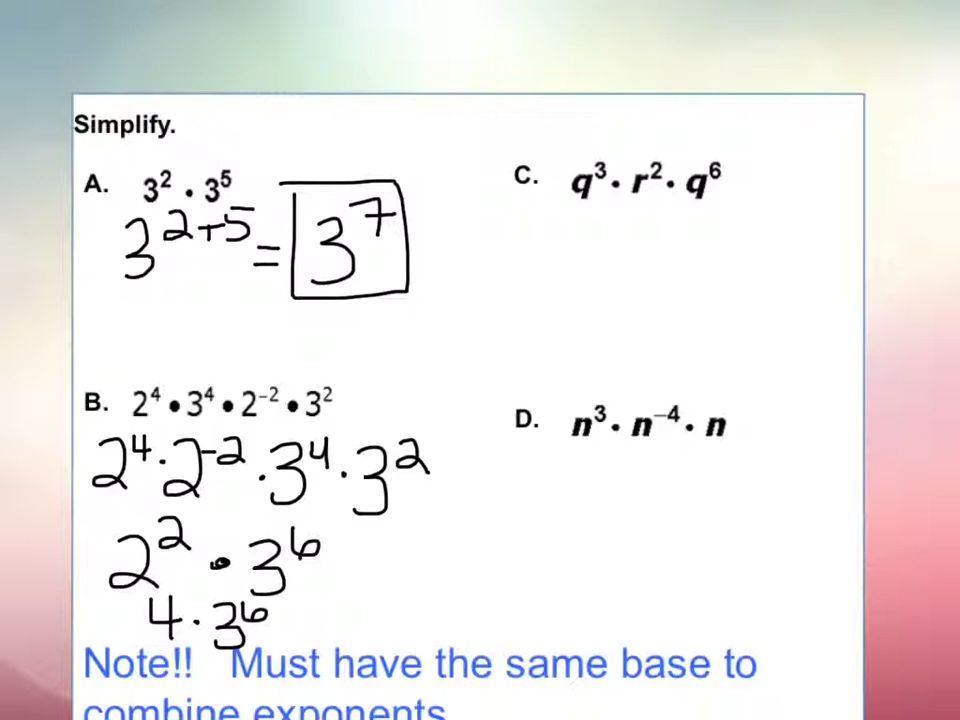 Simplify.
A. 3² · 3⁵
3²⁺⁵ = 3⁷
B. 2⁴ • 3⁴ • 2⁻² • 3²
2⁴ · 2⁻² · 3⁴ · 3²
2² · 3⁶
4 · 3⁶
C. q³ · r² · q⁶
D. n³ · n⁻⁴ · n
Note!! Must have the same base to
combine exponents